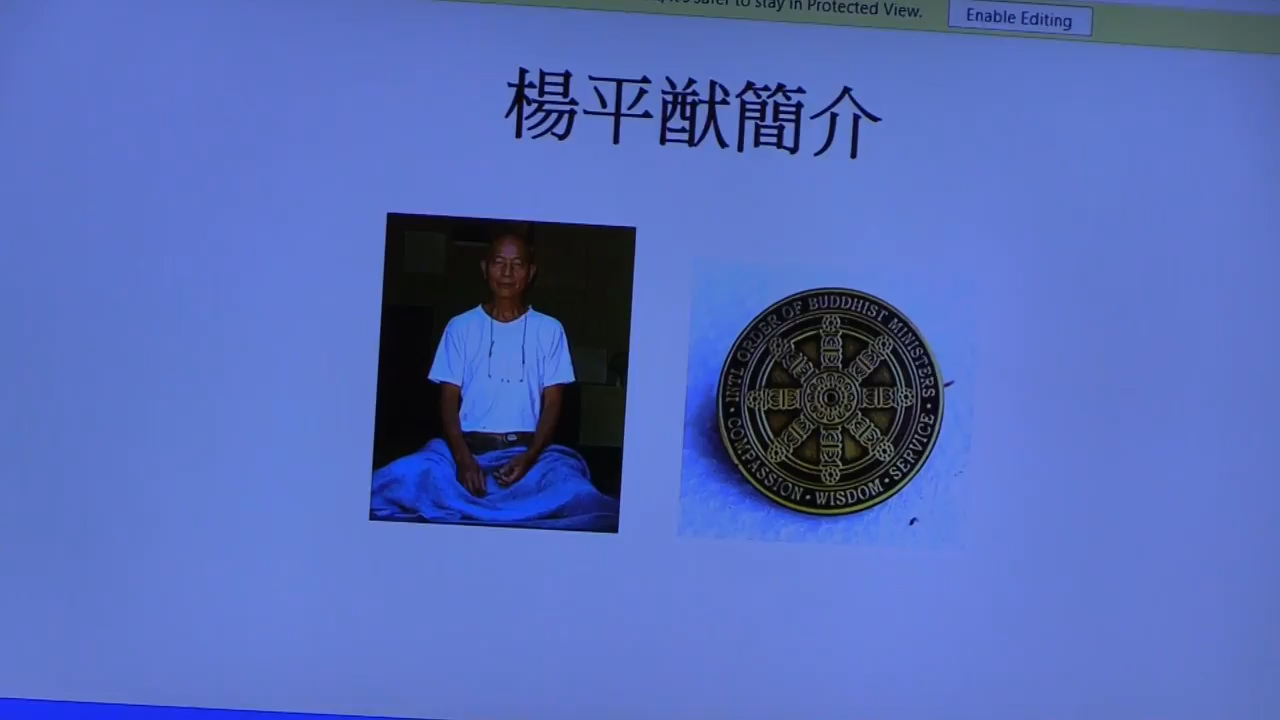 it's safer to stay in Protected View.
Enable Editing
楊平猷簡介
INTL ORDER OF BUDDHIST MINISTERS
COMPASSION • WISDOM • SERVICE